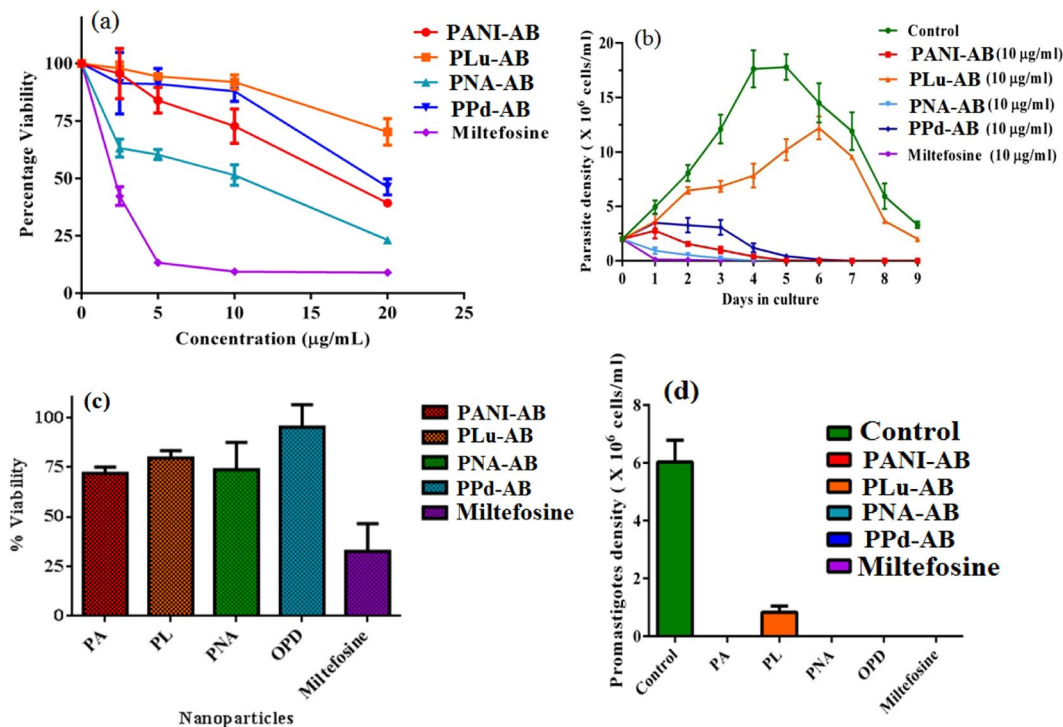 (a)
PANI-AB
PLu-AB
PNA-AB
PPd-AB
Miltefosine
Percentage Viability
100
75
50
25
0
0 5 10 15 20 25
Concentration (µg/mL)
(b)
Control
PANI-AB (10 µg/ml)
PLu-AB (10 µg/ml)
PNA-AB (10 µg/ml)
PPd-AB (10 µg/ml)
Miltefosine (10 µg/ml)
Parasite density ( X 10⁶ cells/ml)
20
15
10
5
0
0 1 2 3 4 5 6 7 8 9
Days in culture
(c)
PANI-AB
PLu-AB
PNA-AB
PPd-AB
Miltefosine
% Viability
100
75
50
25
0
PA PL PNA OPD Miltefosine
Nanoparticles
(d)
Control
PANI-AB
PLu-AB
PNA-AB
PPd-AB
Miltefosine
Promastigotes density ( X 10⁶ cells/ml)
8
6
4
2
0
Control PA PL PNA OPD Miltefosine